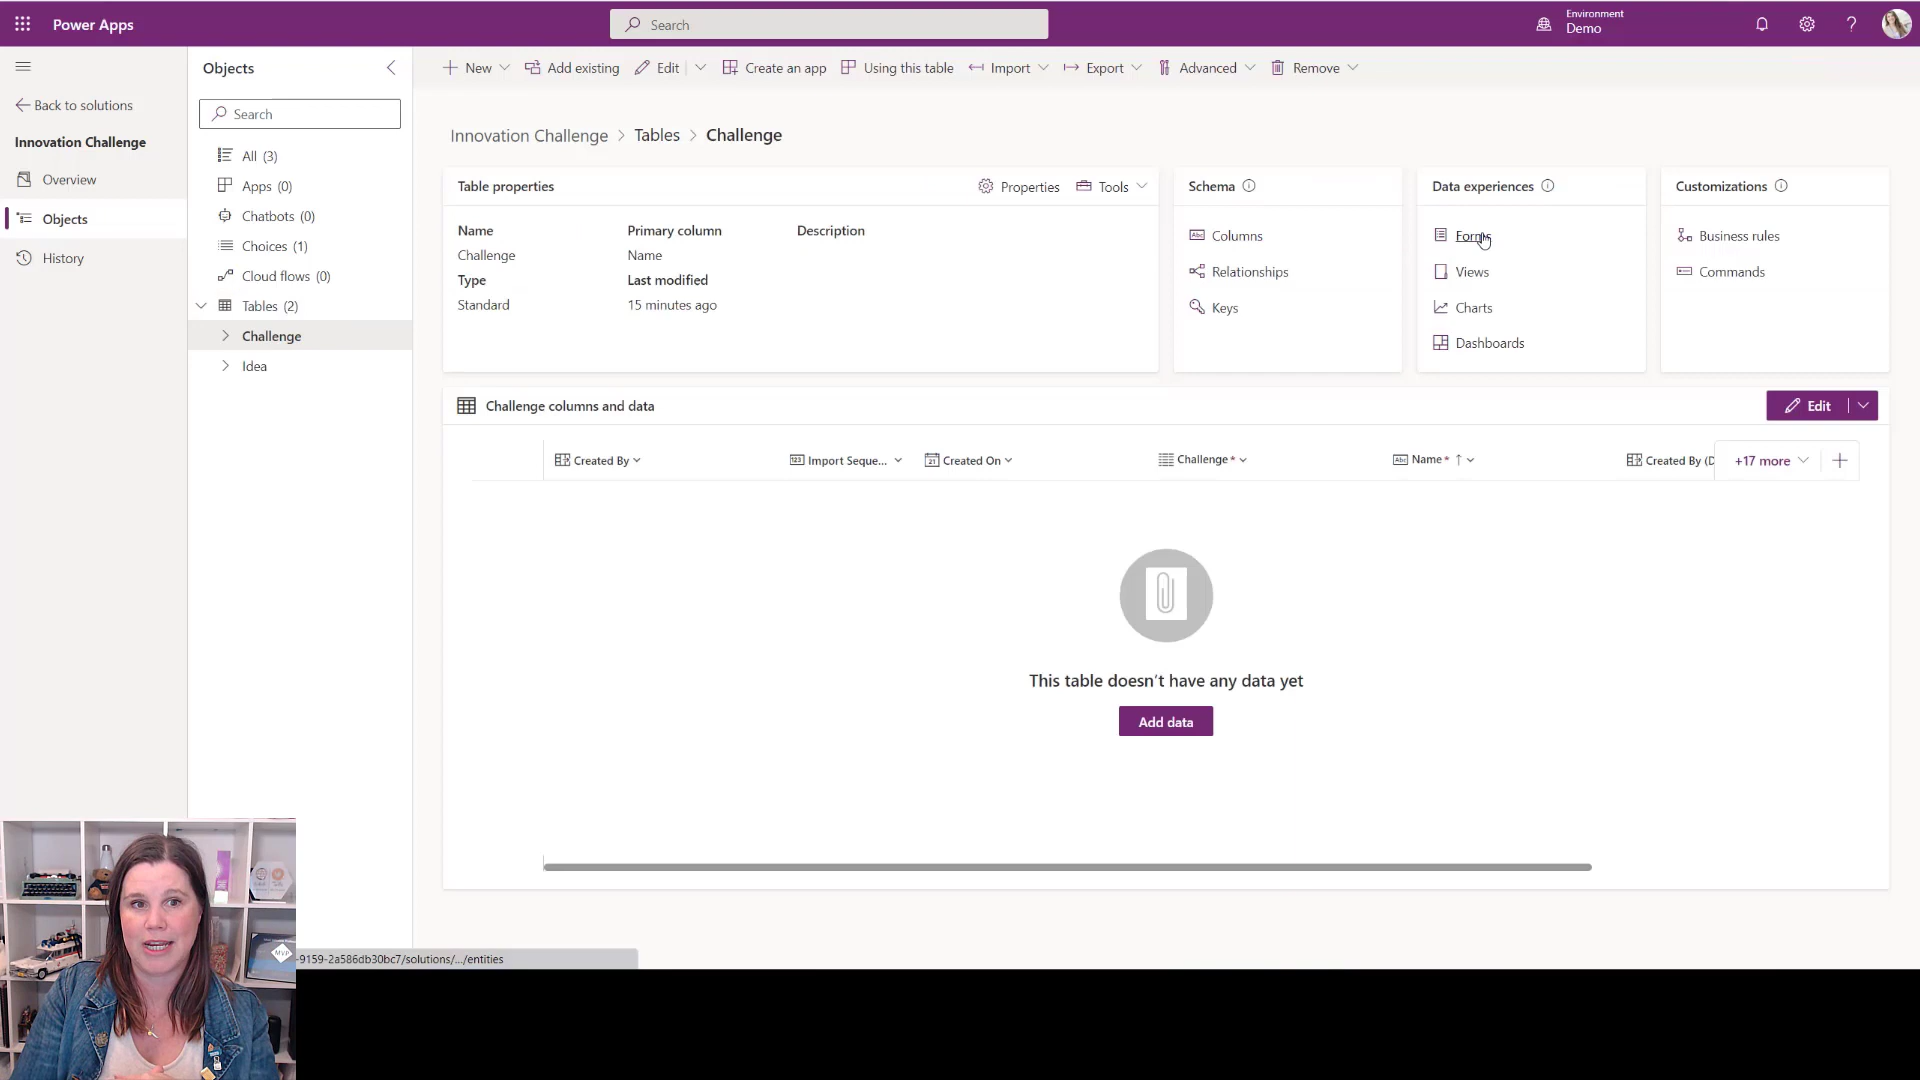 Power Apps
Search
Environment
Demo
?
Objects
New
Add existing
Edit
Create an app
Using this table
Import
Export
Advanced
Remove
Back to solutions
Search
Innovation Challenge
Overview
Objects
History
All (3)
Apps (0)
Chatbots (0)
Choices (1)
Cloud flows (0)
Tables (2)
Challenge
Idea
Innovation Challenge > Tables > Challenge
Table properties
Properties
Tools
Name
Primary column
Description
Challenge
Name
Type
Last modified
Standard
15 minutes ago
Schema
Columns
Relationships
Keys
Data experiences
Forms
Views
Charts
Dashboards
Customizations
Business rules
Commands
Challenge columns and data
Edit
Created By
Import Seque...
Created On
Challenge *
Name * ↑
Created By (D
+17 more
This table doesn't have any data yet
Add data
MVP
-9159-2a586db30bc7/solutions/.../entities